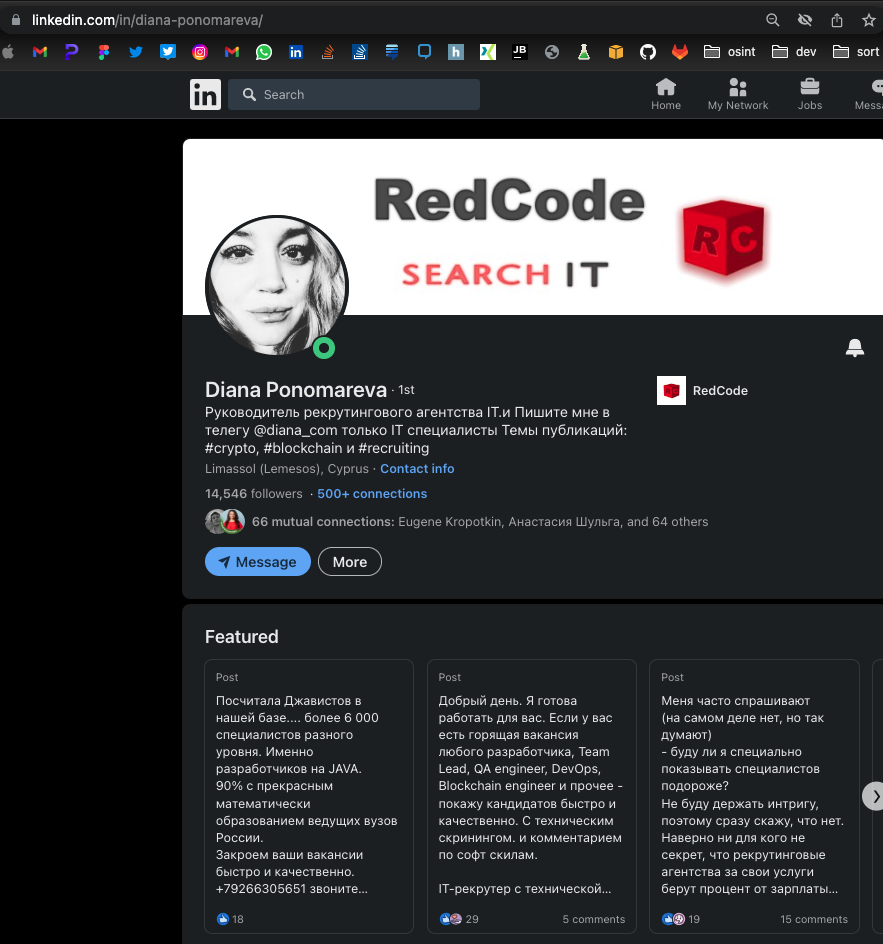 linkedin.com/in/diana-ponomareva/
JB
osint
dev
sort
in
Search
Home
My Network
Jobs
Messa
RedCode
SEARCH IT
RC
Diana Ponomareva · 1st
RedCode
Руководитель рекрутингового агентства IT.и Пишите мне в
телегу @diana_com только IT специалисты Темы публикаций:
#crypto, #blockchain и #recruiting
Limassol (Lemesos), Cyprus · Contact info
14,546 followers · 500+ connections
66 mutual connections: Eugene Kropotkin, Анастасия Шульга, and 64 others
Message
More
Featured
Post
Посчитала Джавистов в
нашей базе.... более 6 000
специалистов разного
уровня. Именно
разработчиков на JAVA.
90% с прекрасным
математически
образованием ведущих вузов
России.
Закроем ваши вакансии
быстро и качественно.
+79266305651 звоните...
18
Post
Добрый день. Я готова
работать для вас. Если у вас
есть горящая вакансия
любого разработчика, Team
Lead, QA engineer, DevOps,
Blockchain engineer и прочее -
покажу кандидатов быстро и
качественно. С техническим
скринингом. и комментарием
по софт скилам.
IT-рекрутер с технической...
29
5 comments
Post
Меня часто спрашивают
(на самом деле нет, но так
думают)
- буду ли я специально
показывать специалистов
подороже?
Не буду держать интригу,
поэтому сразу скажу, что нет.
Наверно ни для кого не
секрет, что рекрутинговые
агентства за свои услуги
берут процент от зарплаты...
19
15 comments